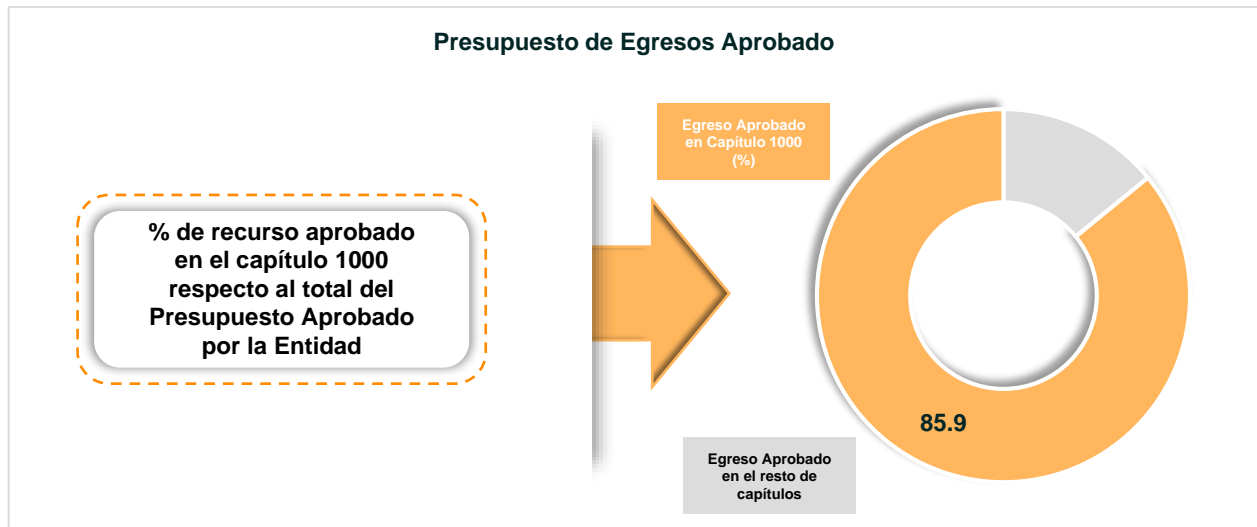 Presupuesto de Egresos Aprobado
Egreso Aprobado
en Capítulo 1000
(%)
% de recurso aprobado
en el capítulo 1000
respecto al total del
Presupuesto Aprobado
por la Entidad
85.9
Egreso Aprobado
en el resto de
capítulos